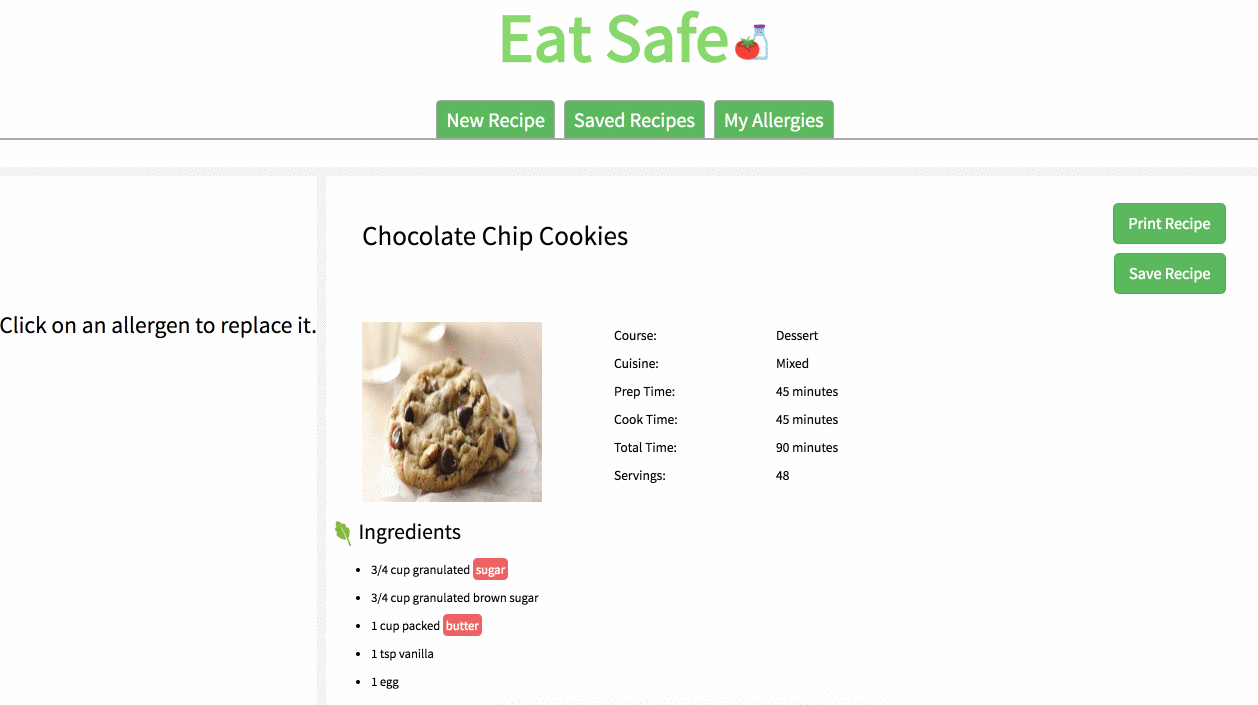 Eat Safe
New Recipe Saved Recipes My Allergies
Print Recipe
Chocolate Chip Cookies
Save Recipe
Click on an allergen to replace it.
Course: Dessert
Cuisine: Mixed
Prep Time: 45 minutes
Cook Time: 45 minutes
Total Time: 90 minutes
Servings: 48
Ingredients
3/4 cup granulated sugar
3/4 cup granulated brown sugar
1 cup packed butter
1 tsp vanilla
1 egg